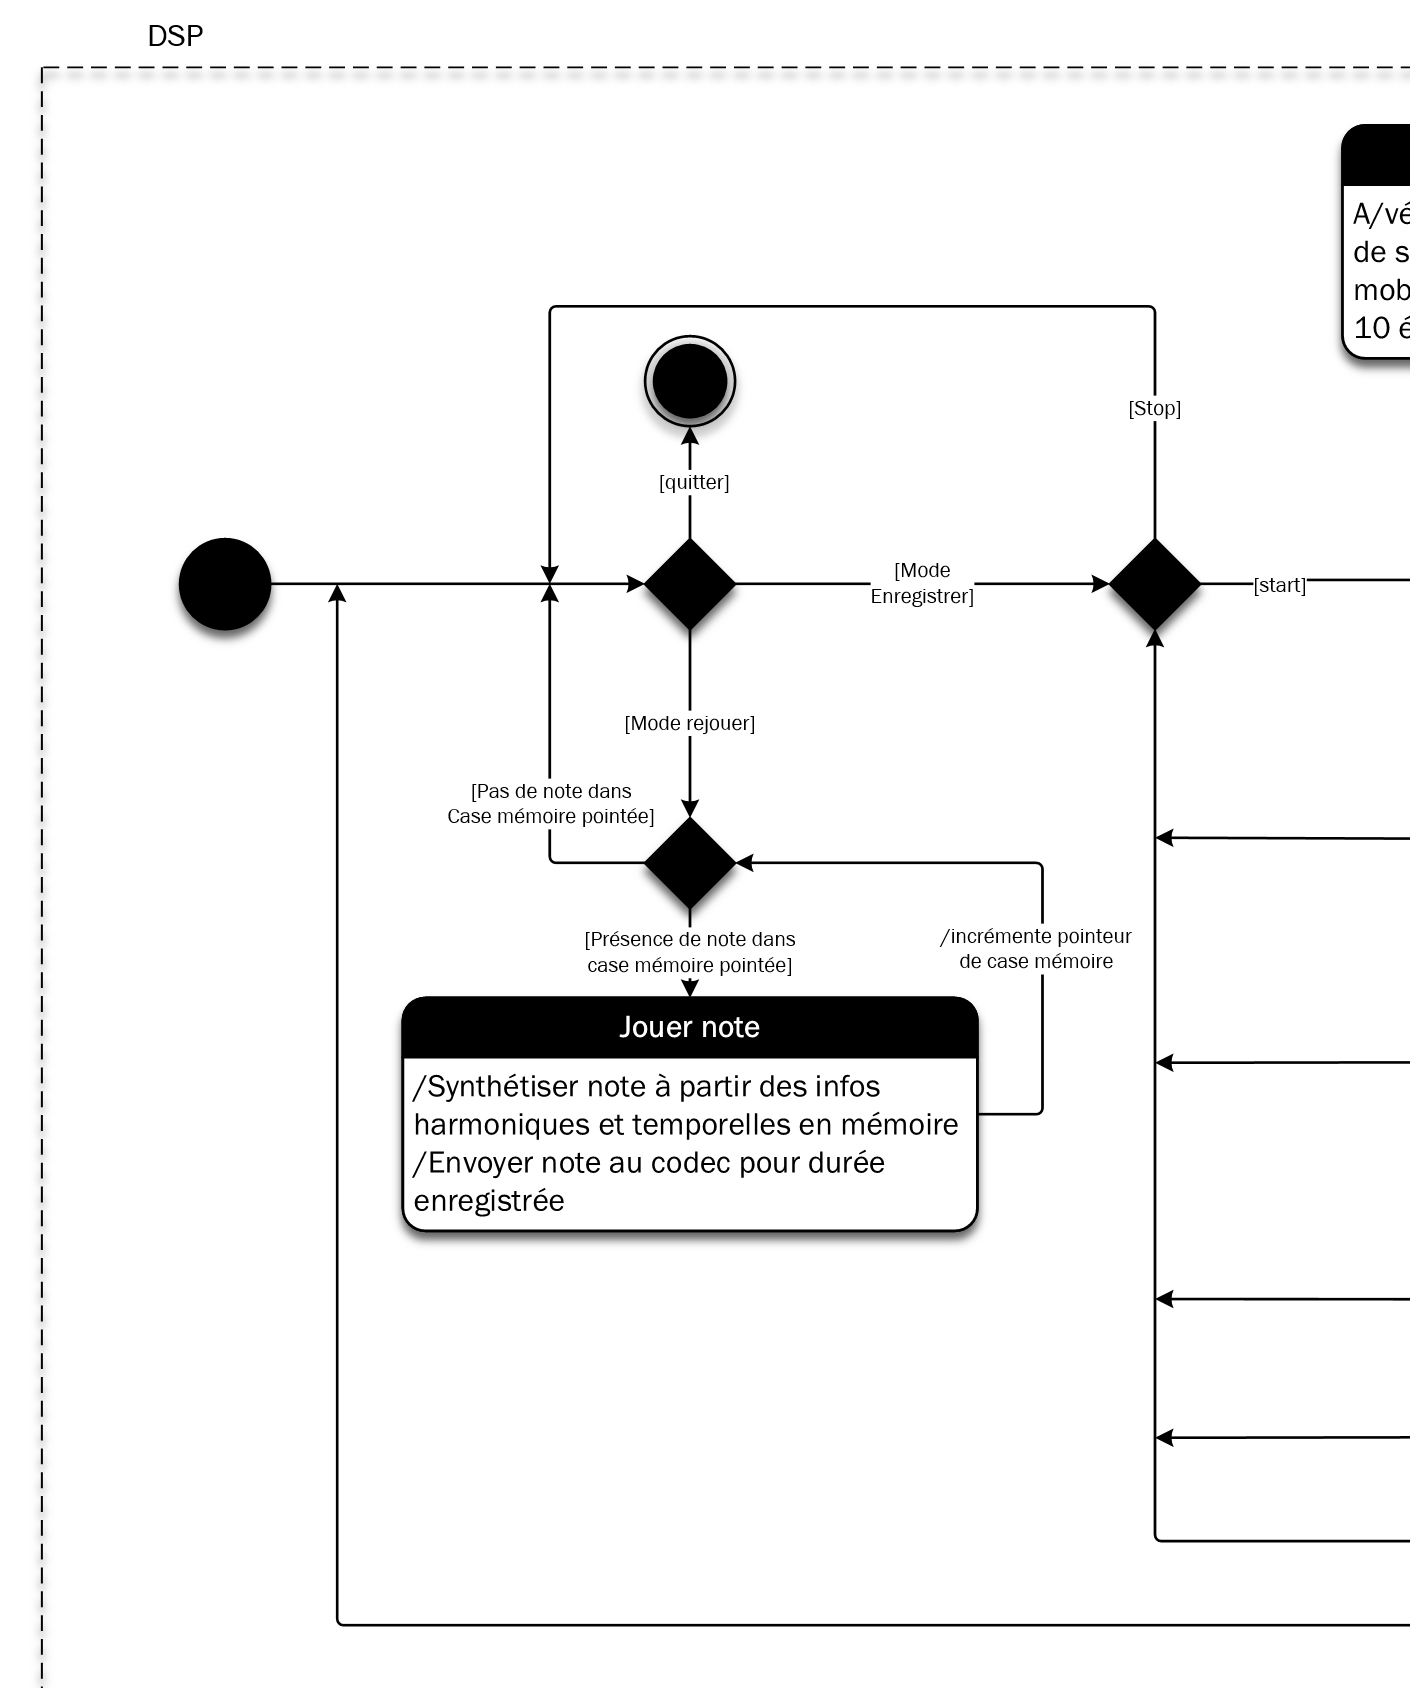 DSP
A/vé
de s
mob
10 é
[Stop]
[quitter]
[Mode
Enregistrer]
[start]
[Mode rejouer]
[Pas de note dans
Case mémoire pointée]
[Présence de note dans
case mémoire pointée]
/incrémente pointeur
de case mémoire
Jouer note
/Synthétiser note à partir des infos
harmoniques et temporelles en mémoire
/Envoyer note au codec pour durée
enregistrée